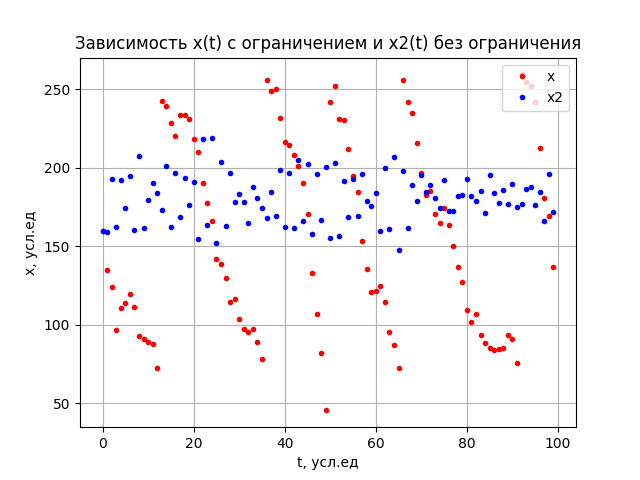 Зависимость x(t) с ограничением и x2(t) без ограничения
x
x2
x, усл.ед
250
200
150
100
50
0
20
40
60
80
100
t, усл.ед